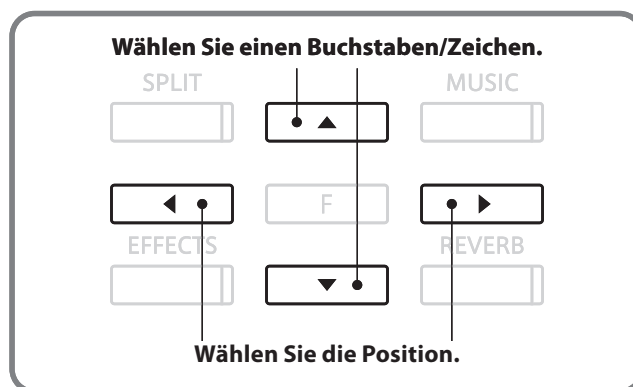 Wählen Sie einen Buchstaben/Zeichen.
SPLIT
MUSIC
F
EFFECTS
REVERB
Wählen Sie die Position.